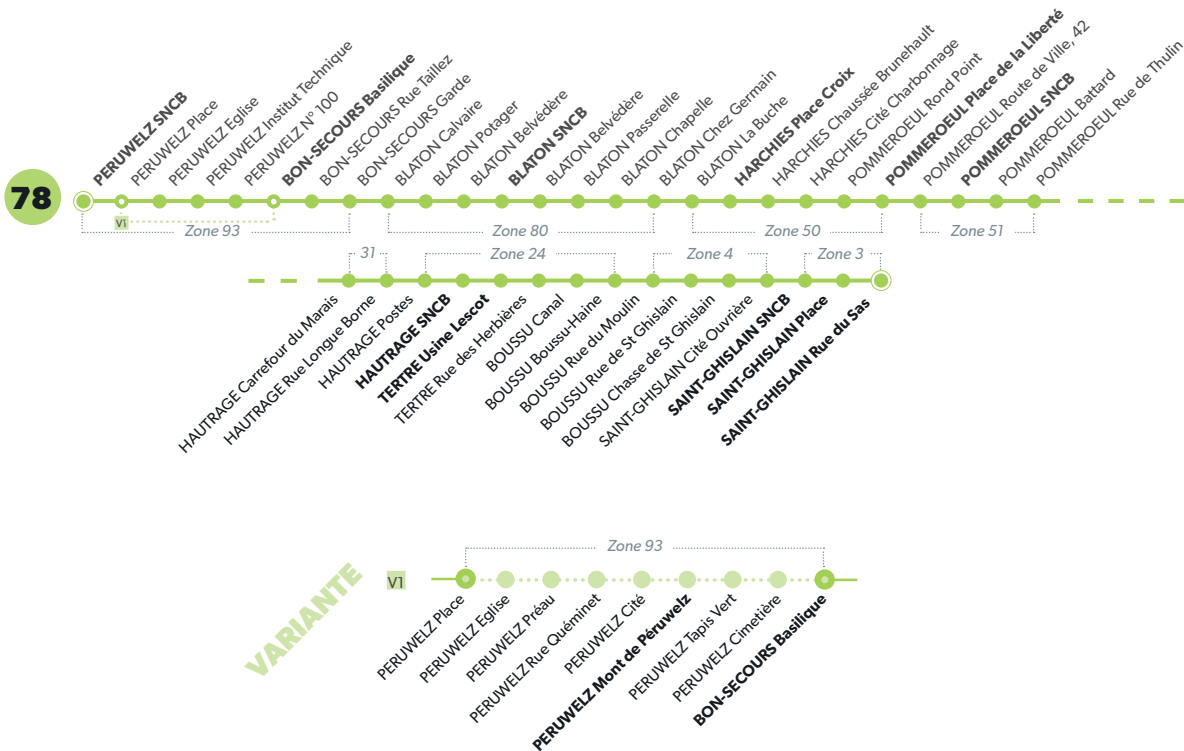 78
PERUWELZ SNCB
PERUWELZ Place
PERUWELZ Eglise
PERUWELZ Institut Technique
PERUWELZ N° 100
BON-SECOURS Basilique
BON-SECOURS Rue Taillez
BON-SECOURS Garde
BLATON Calvaire
BLATON Potager
BLATON Belvédère
BLATON SNCB
BLATON Belvédère
BLATON Passerelle
BLATON Chapelle
BLATON Chez Germain
BLATON La Buche
HARCHIES Place Croix
HARCHIES Chaussée Brunehault
HARCHIES Cité Charbonnage
POMMEROEUL Rond Point
POMMEROEUL Place de la Liberté
POMMEROEUL Route de Ville, 42
POMMEROEUL SNCB
POMMEROEUL Battard
POMMEROEUL Rue de Thulin
V1
Zone 93
Zone 80
Zone 50
Zone 51
31
Zone 24
Zone 4
Zone 3
HAUTRAGE Carrefour du Marais
HAUTRAGE Rue Longue Borne
HAUTRAGE Postes
HAUTRAGE SNCB
TERTRE Usine Lescot
TERTRE Rue des Herbières
BOUSSU Canal
BOUSSU Boussu-Haine
BOUSSU Rue du Moulin
BOUSSU Rue de St Ghislain
BOUSSU Chasse de St Ghislain
SAINT-GHISLAIN Cité Ouvrière
SAINT-GHISLAIN SNCB
SAINT-GHISLAIN Place
SAINT-GHISLAIN Rue du Sas
VARIANTE
V1
Zone 93
PERUWELZ Place
PERUWELZ Eglise
PERUWELZ Préau
PERUWELZ Rue Quéminet
PERUWELZ Cité
PERUWELZ Mont de Péruwelz
PERUWELZ Tapis Vert
PERUWELZ Cimetière
BON-SECOURS Basilique